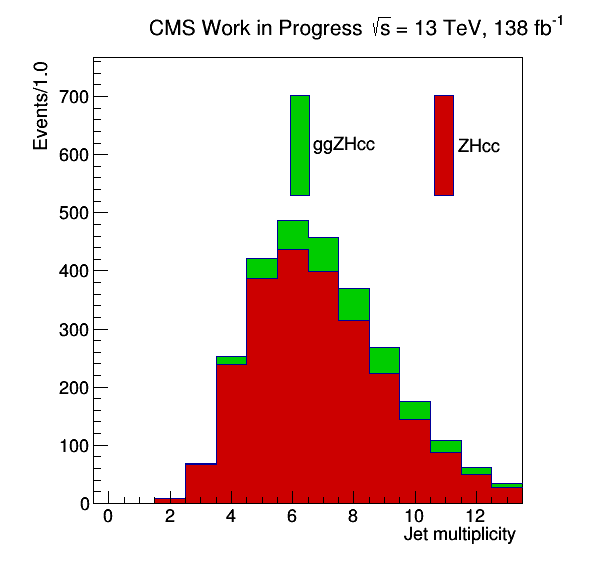 CMS Work in Progress √s = 13 TeV, 138 fb⁻¹
Events/1.0
700
600
500
400
300
200
100
0
ggZHcc
ZHcc
0 2 4 6 8 10 12
Jet multiplicity